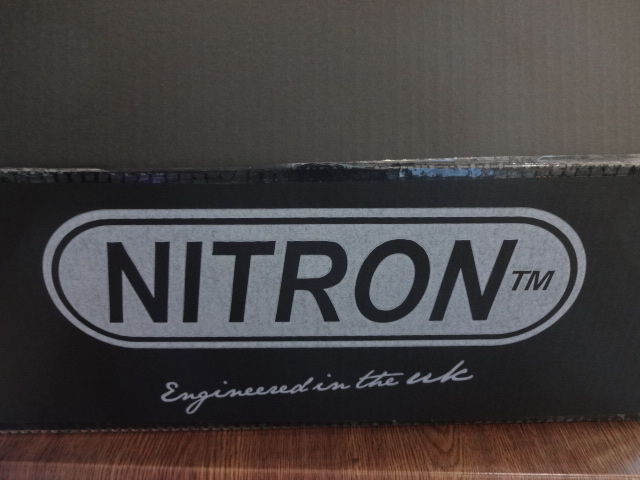 NITRON™
Engineered in the uk